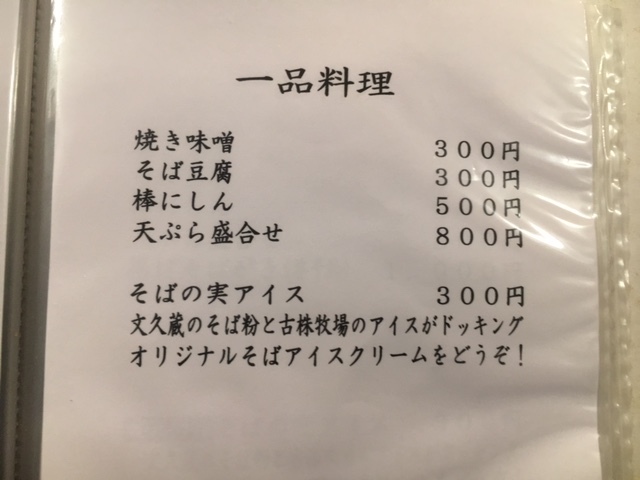 一品料理
焼き味噌 300円
そば豆腐 300円
棒にしん 500円
天ぷら盛合せ 800円
そばの実アイス 300円
文久蔵のそば粉と古株牧場のアイスがドッキング
オリジナルそばアイスクリームをどうぞ!